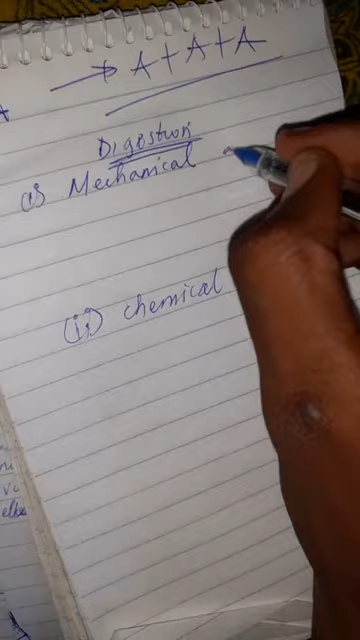 A → A + A + A
Digestion
(i) Mechanical
(ii) chemical